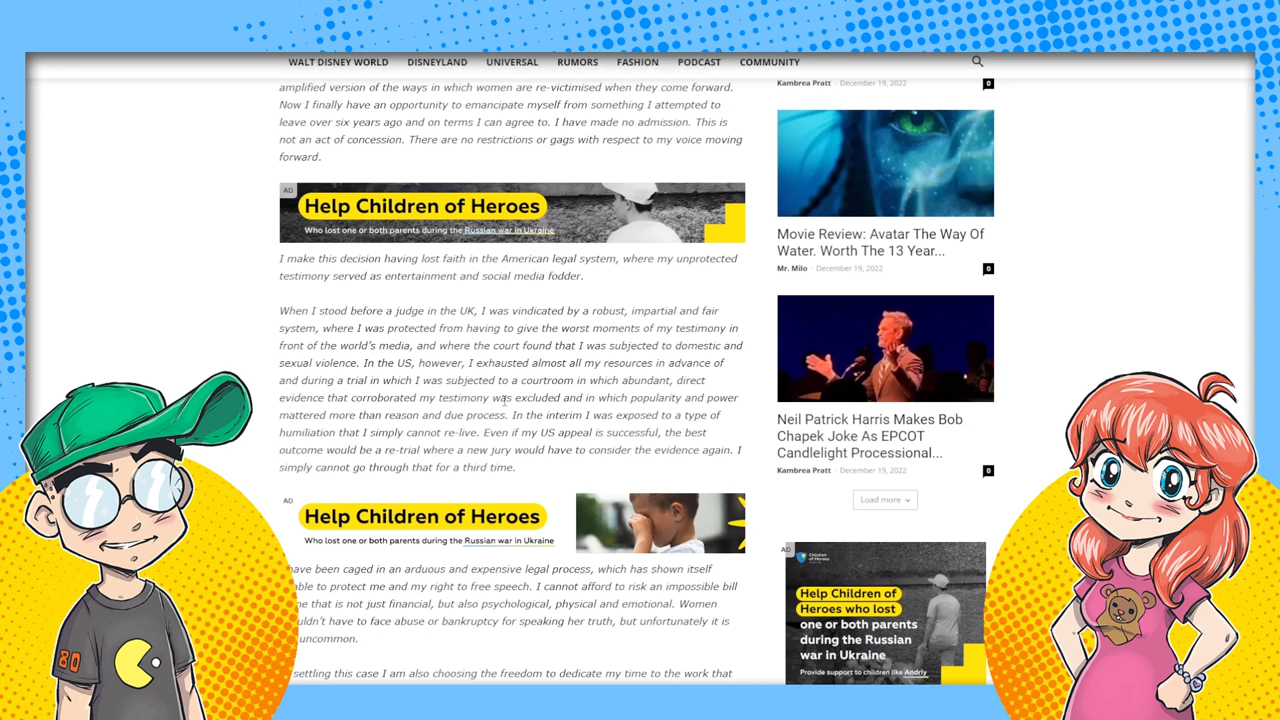 WALT DISNEY WORLD DISNEYLAND UNIVERSAL RUMORS FASHION PODCAST COMMUNITY
amplified version of the ways in which women are re-victimised when they come forward.
Now I finally have an opportunity to emancipate myself from something I attempted to
leave over six years ago and on terms I can agree to. I have made no admission. This is
not an act of concession. There are no restrictions or gags with respect to my voice moving
forward.
AD
Help Children of Heroes
Who lost one or both parents during the Russian war in Ukraine
I make this decision having lost faith in the American legal system, where my unprotected
testimony served as entertainment and social media fodder.
When I stood before a judge in the UK, I was vindicated by a robust, impartial and fair
system, where I was protected from having to give the worst moments of my testimony in
front of the world's media, and where the court found that I was subjected to domestic and
sexual violence. In the US, however, I exhausted almost all my resources in advance of
and during a trial in which I was subjected to a courtroom in which abundant, direct
evidence that corroborated my testimony was excluded and in which popularity and power
mattered more than reason and due process. In the interim I was exposed to a type of
humiliation that I simply cannot re-live. Even if my US appeal is successful, the best
outcome would be a re-trial where a new jury would have to consider the evidence again. I
simply cannot go through that for a third time.
AD
Help Children of Heroes
Who lost one or both parents during the Russian war in Ukraine
have been caged in an arduous and expensive legal process, which has shown itself
able to protect me and my right to free speech. I cannot afford to risk an impossible bill
that is not just financial, but also psychological, physical and emotional. Women
have to face abuse or bankruptcy for speaking her truth, but unfortunately it is
uncommon.
settling this case I am also choosing the freedom to dedicate my time to the work that
Kambrea Pratt - December 19, 2022 0
Movie Review: Avatar The Way Of
Water. Worth The 13 Year...
Mr. Milo - December 19, 2022 0
Neil Patrick Harris Makes Bob
Chapek Joke As EPCOT
Candlelight Processional...
Kambrea Pratt - December 19, 2022 0
Load more
AD
Children
of Heroes
Help Children of
Heroes who lost
one or both parents
during the Russian
war in Ukraine
Provide support to children like Andriy
80